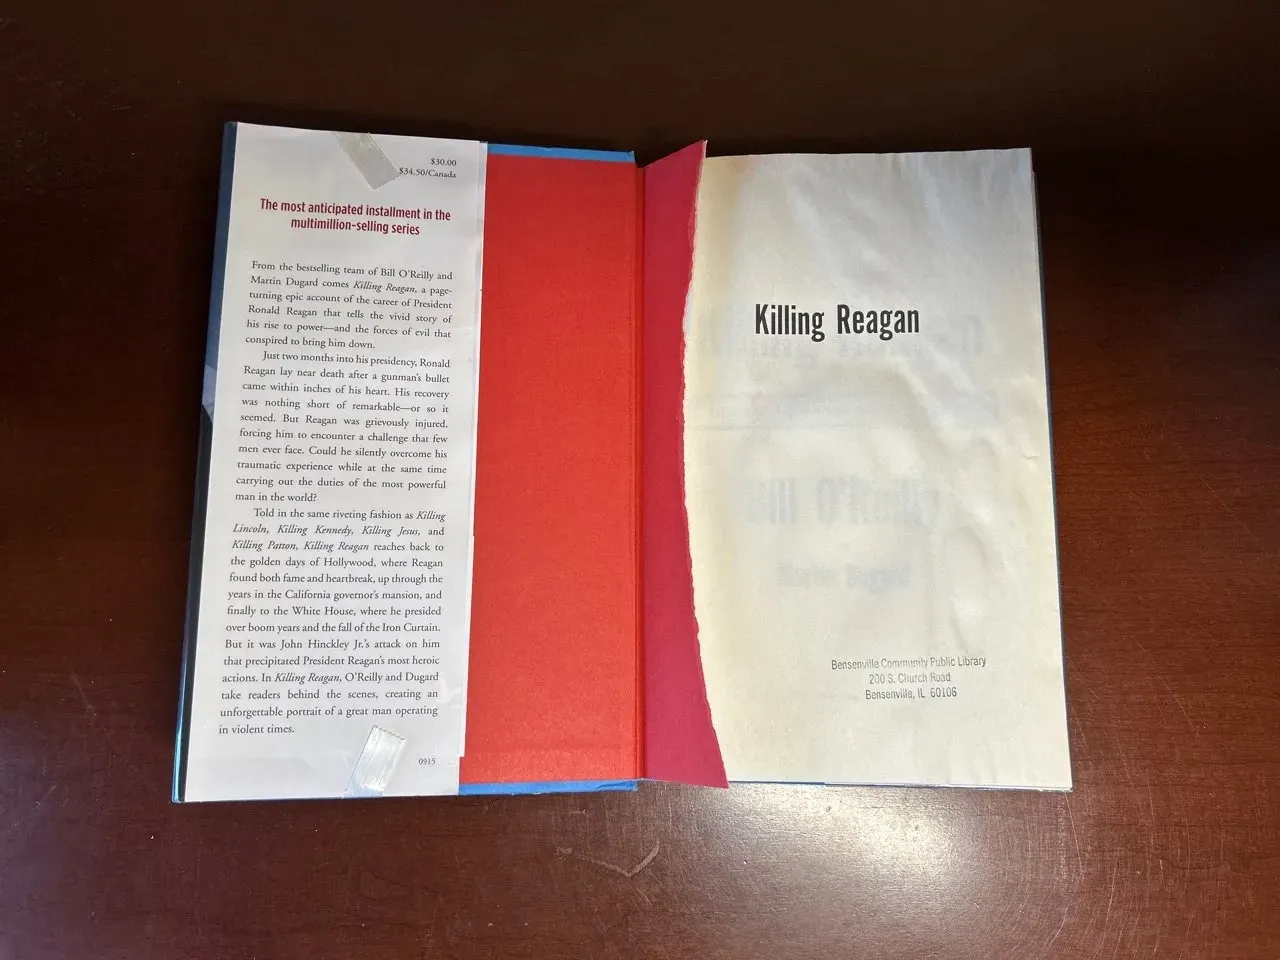 $30.00
$34.50/Canada
The most anticipated installment in the
multimillion-selling series
From the bestselling team of Bill O'Reilly and
Martin Dugard comes Killing Reagan, a page-
turning epic account of the career of President
Ronald Reagan that tells the vivid story of
his rise to power—and the forces of evil that
conspired to bring him down.
Just two months into his presidency, Ronald
Reagan lay near death after a gunman's bullet
came within inches of his heart. His recovery
was nothing short of remarkable—or so it
seemed. But Reagan was grievously injured,
forcing him to encounter a challenge that few
men ever face. Could he silently overcome his
traumatic experience while at the same time
carrying out the duties of the most powerful
man in the world?
Told in the same riveting fashion as Killing
Lincoln, Killing Kennedy, Killing Jesus, and
Killing Patton, Killing Reagan reaches back to
the golden days of Hollywood, where Reagan
found both fame and heartbreak, up through the
years in the California governor's mansion, and
finally to the White House, where he presided
over boom years and the fall of the Iron Curtain.
But it was John Hinckley Jr.'s attack on him
that precipitated President Reagan's most heroic
actions. In Killing Reagan, O'Reilly and Dugard
take readers behind the scenes, creating an
unforgettable portrait of a great man operating
in violent times.
0915
Killing Reagan
Bensenville Community Public Library
200 S. Church Road
Bensenville, IL 60106